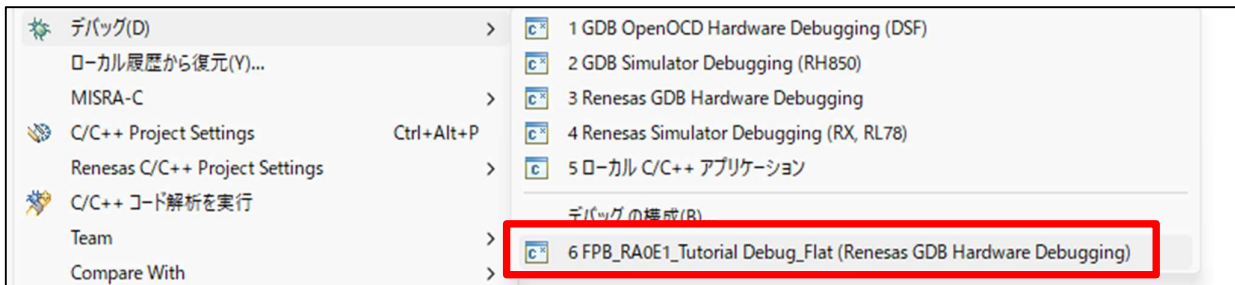 デバッグ(D) >
ローカル履歴から復元(Y)...
MISRA-C >
C/C++ Project Settings Ctrl+Alt+P
Renesas C/C++ Project Settings >
C/C++ コード解析を実行
Team >
Compare With >
1 GDB OpenOCD Hardware Debugging (DSF)
2 GDB Simulator Debugging (RH850)
3 Renesas GDB Hardware Debugging
4 Renesas Simulator Debugging (RX, RL78)
5 ローカル C/C++ アプリケーション
デバッグ の構成(B)...
6 FPB_RA0E1_Tutorial Debug_Flat (Renesas GDB Hardware Debugging)